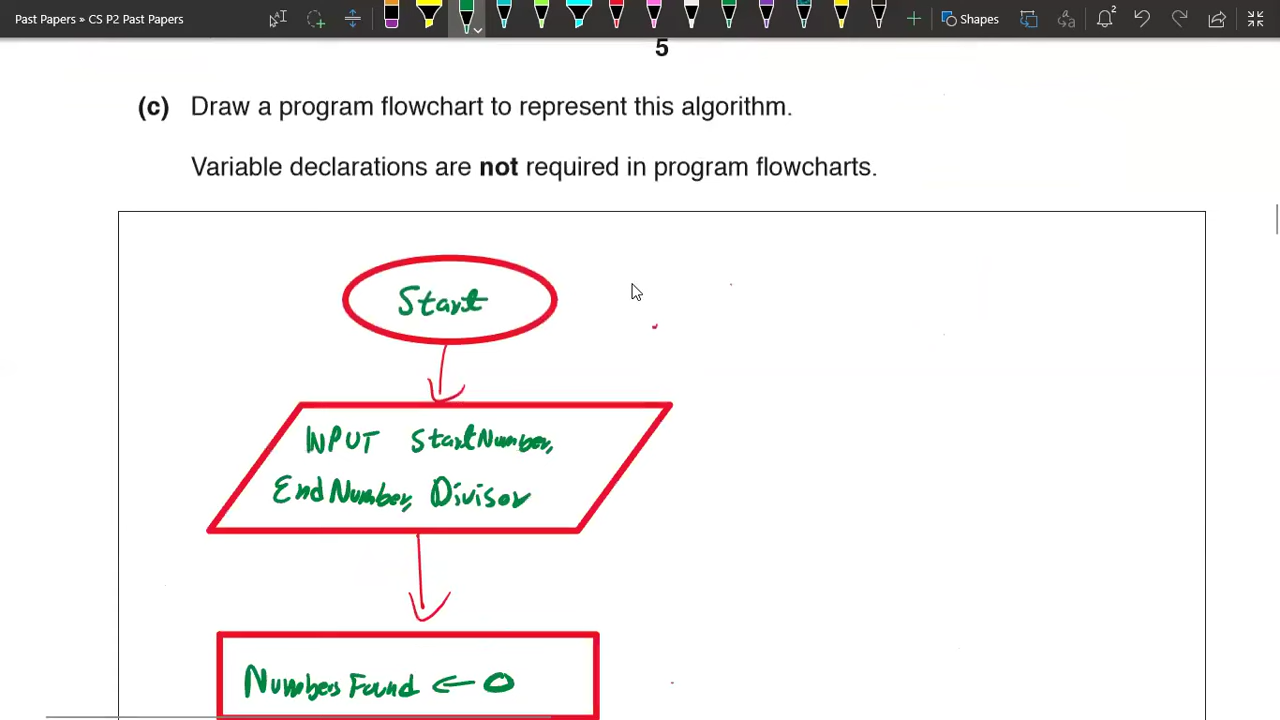 Past Papers » CS P2 Past Papers
Shapes
2
5
(c) Draw a program flowchart to represent this algorithm.
Variable declarations are not required in program flowcharts.
Start
INPUT StartNumber,
EndNumber, Divisor
NumbersFound ← 0